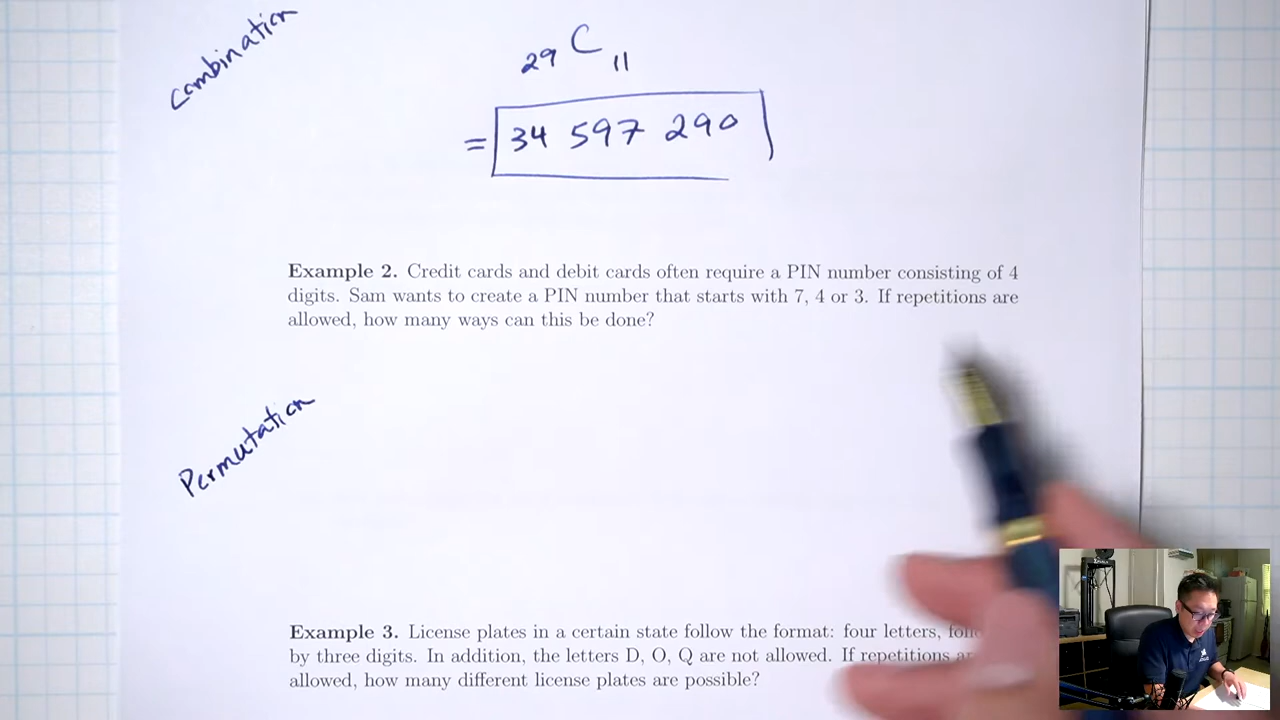 Combination
29 C 11
= 34 597 290
Example 2. Credit cards and debit cards often require a PIN number consisting of 4
digits. Sam wants to create a PIN number that starts with 7, 4 or 3. If repetitions are
allowed, how many ways can this be done?
Permutation
Example 3. License plates in a certain state follow the format: four letters,
by three digits. In addition, the letters D, O, Q are not allowed. If repetitions
allowed, how many different license plates are possible?